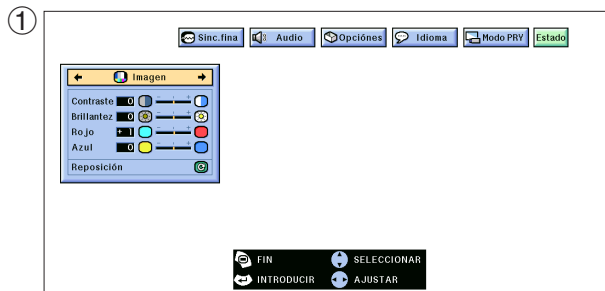 1
Sinc.fina Audio Opciónes Idioma Modo PRY Estado
Imagen
Contraste 0 - +
Brillantez 0 - +
Rojo + 1 - +
Azul 0 - +
Reposición
FIN SELECCIONAR
INTRODUCIR AJUSTAR